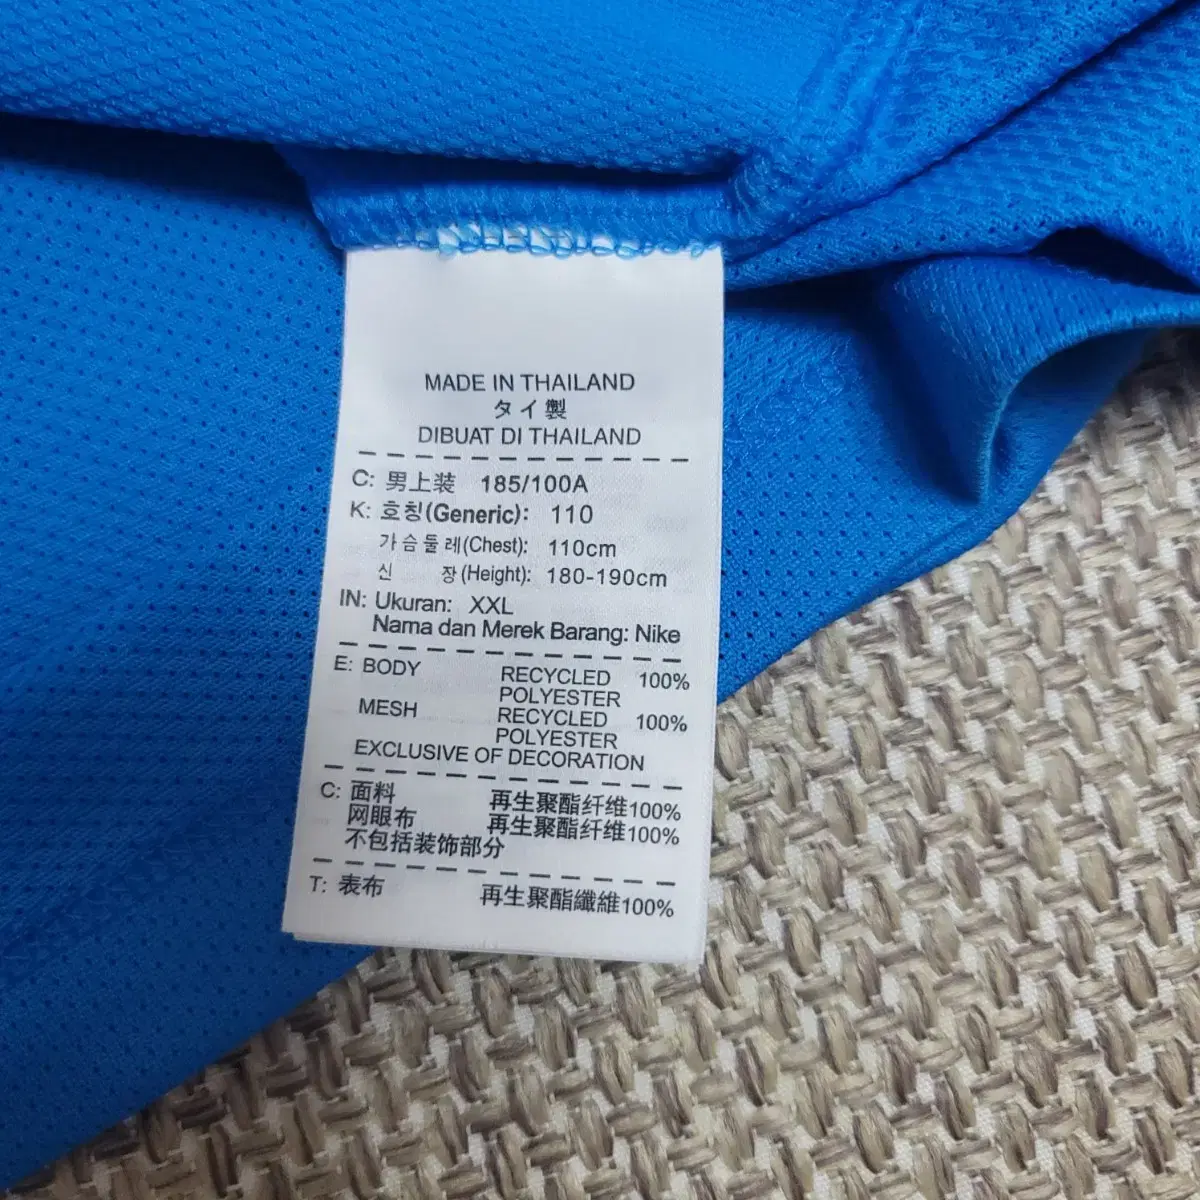 MADE IN THAILAND
タイ製
DIBUAT DI THAILAND
C: 男上装 185/100A
K: 호칭(Generic): 110
가슴둘레(Chest): 110cm
신 장(Height): 180-190cm
IN: Ukuran: XXL
Nama dan Merek Barang: Nike
E: BODY RECYCLED 100%
POLYESTER
MESH RECYCLED 100%
POLYESTER
EXCLUSIVE OF DECORATION
C: 面料 再生聚酯纤维100%
网眼布 再生聚酯纤维100%
不包括装饰部分
T: 表布 再生聚酯纖維100%